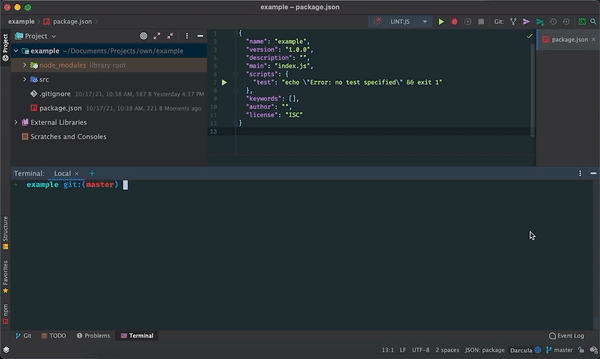 example — package.json
example
package.json
LINT:JS
Git:
Project
example ~/Documents/Projects/own/example
node_modules library root
src
.gitignore 10/17/21, 10:38 AM, 587 B Yesterday 4:37 PM
package.json 10/17/21, 10:38 AM, 221 B Moments ago
External Libraries
Scratches and Consoles
1 {
2 "name": "example",
3 "version": "1.0.0",
4 "description": "",
5 "main": "index.js",
6 "scripts": {
7 "test": "echo \"Error: no test specified\" && exit 1"
8 },
9 "keywords": [],
10 "author": "",
11 "license": "ISC"
12 }
13
package.json
Project
Structure
Favorites
npm
Terminal: Local × +
→ example git:(master)
Git
TODO
Problems
Terminal
Event Log
13:1 LF UTF-8 2 spaces JSON: package Darcula master